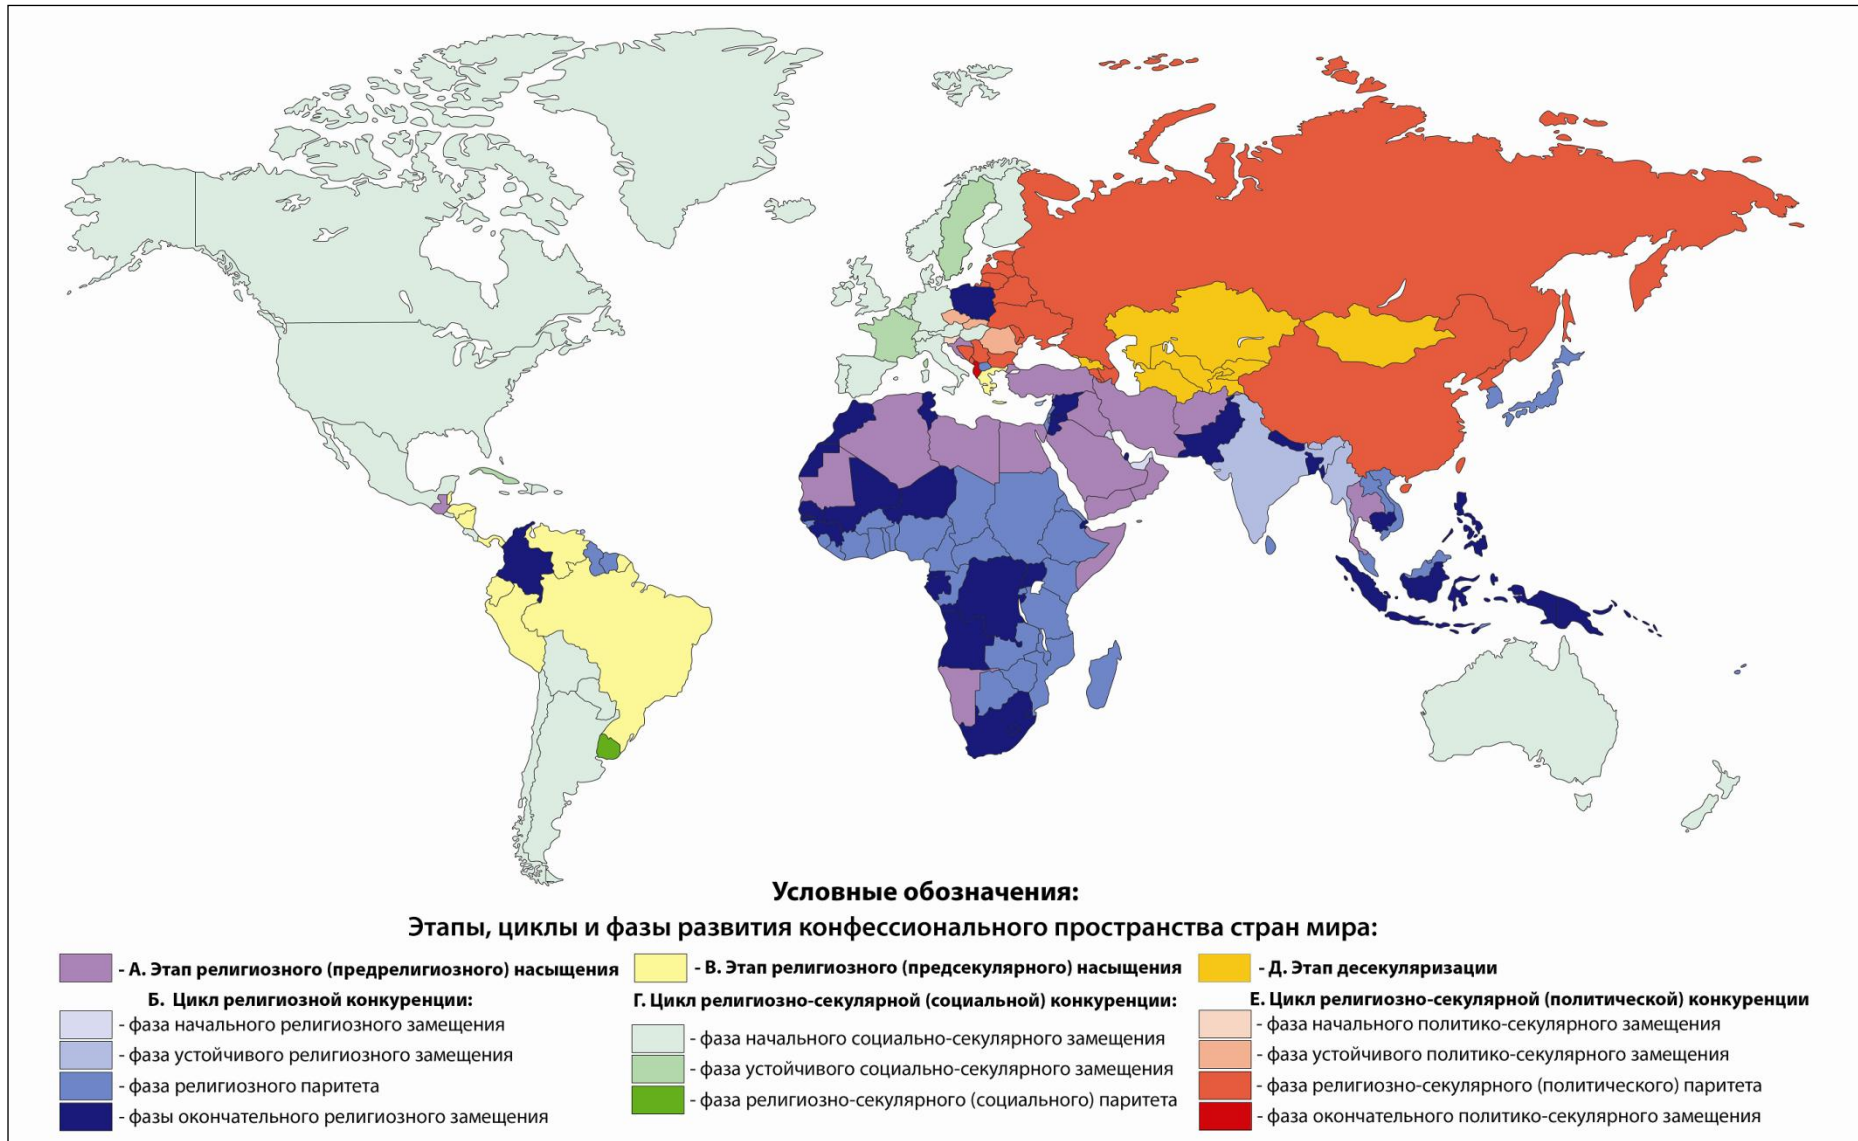 Условные обозначения:
Этапы, циклы и фазы развития конфессионального пространства стран мира:
- А. Этап религиозного (предрелигиозного) насыщения
Б. Цикл религиозной конкуренции:
- фаза начального религиозного замещения
- фаза устойчивого религиозного замещения
- фаза религиозного паритета
- фазы окончательного религиозного замещения
- В. Этап религиозного (предсекулярного) насыщения
Г. Цикл религиозно-секулярной (социальной) конкуренции:
- фаза начального социально-секулярного замещения
- фаза устойчивого социально-секулярного замещения
- фаза религиозно-секулярного (социального) паритета
- Д. Этап десекуляризации
Е. Цикл религиозно-секулярной (политической) конкуренции
- фаза начального политико-секулярного замещения
- фаза устойчивого политико-секулярного замещения
- фаза религиозно-секулярного (политического) паритета
- фаза окончательного политико-секулярного замещения